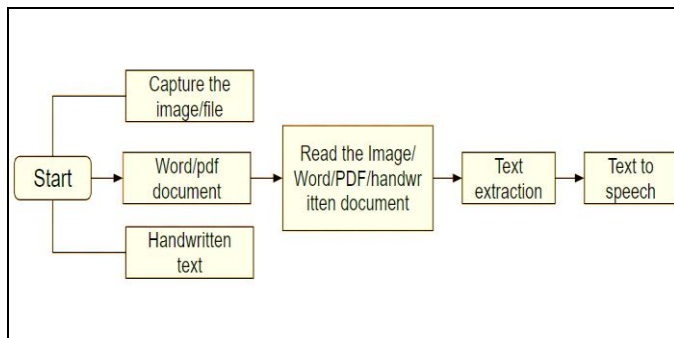 Capture the
image/file
Start
Word/pdf
document
Handwritten
text
Read the Image/
Word/PDF/handwr
itten document
Text
extraction
Text to
speech